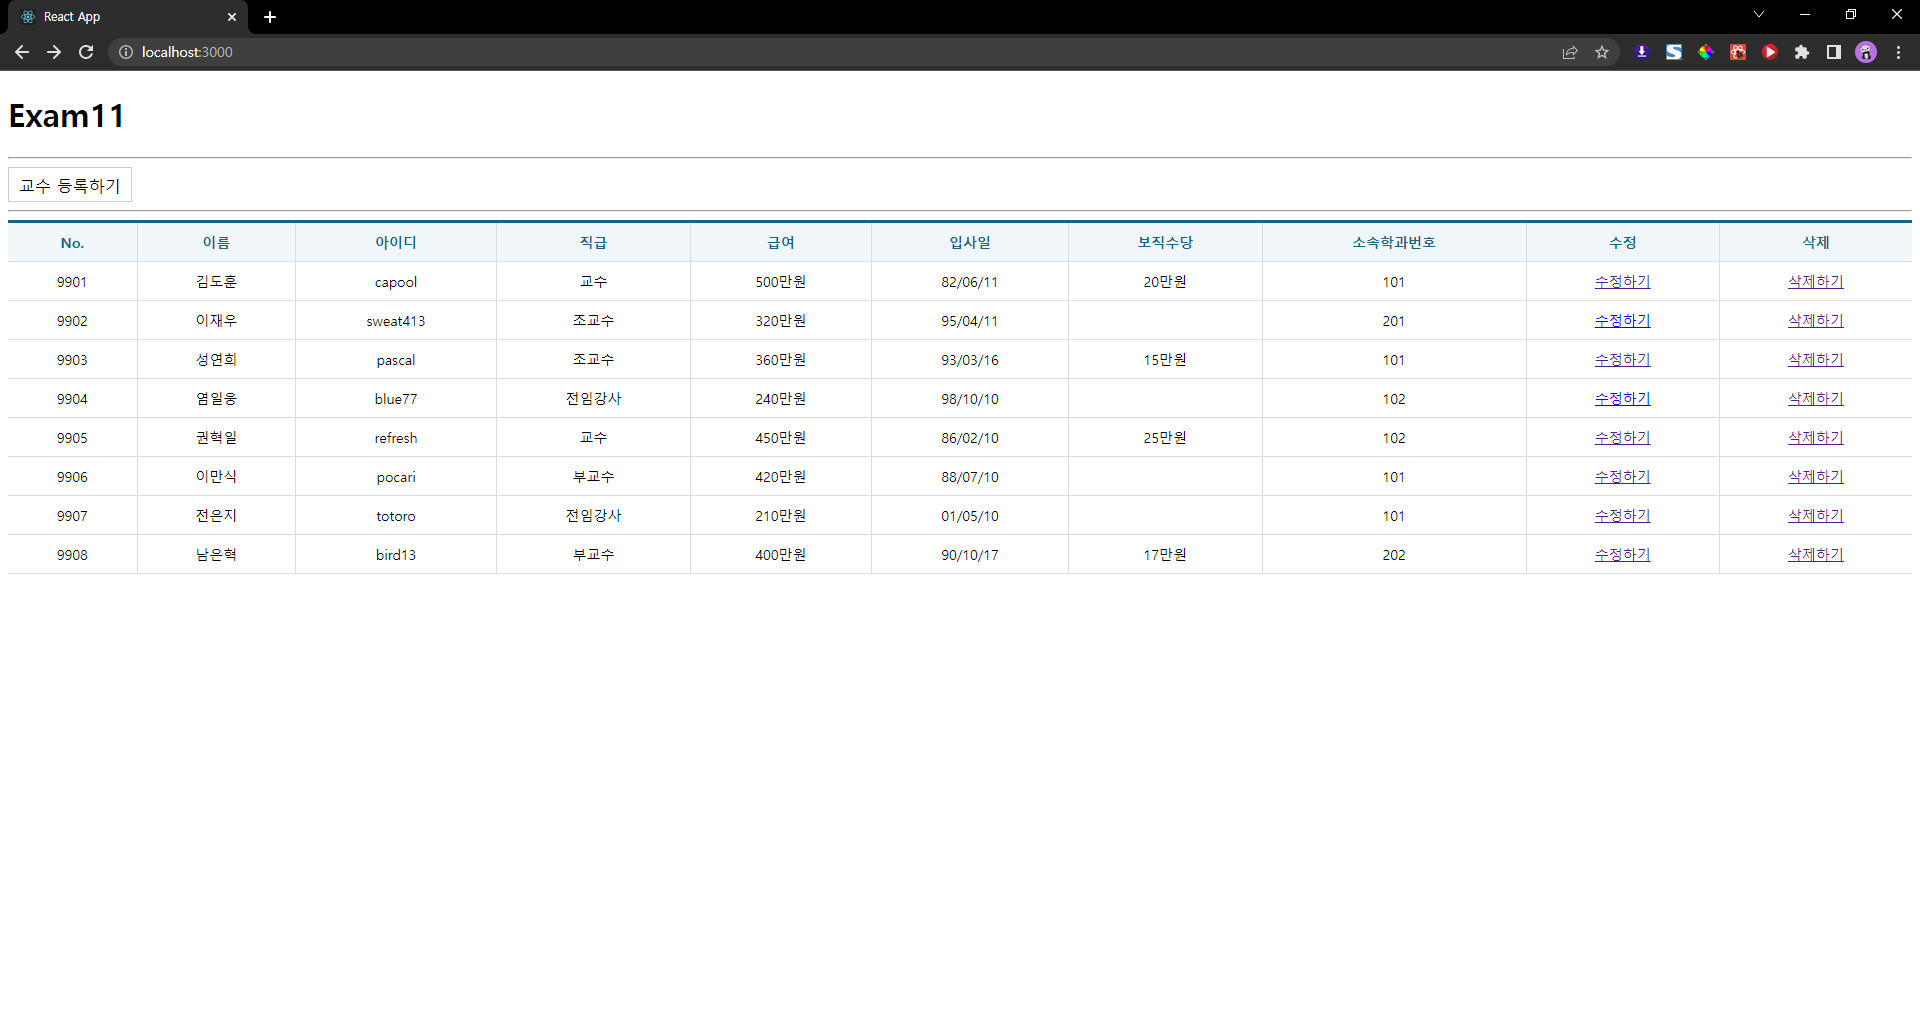 React App
localhost:3000
Exam11
교수 등록하기
No. 이름 아이디 직급 급여 입사일 보직수당 소속학과번호 수정 삭제
9901 김도훈 capool 교수 500만원 82/06/11 20만원 101 수정하기 삭제하기
9902 이재우 sweat413 조교수 320만원 95/04/11 201 수정하기 삭제하기
9903 성연희 pascal 조교수 360만원 93/03/16 15만원 101 수정하기 삭제하기
9904 염일웅 blue77 전임강사 240만원 98/10/10 102 수정하기 삭제하기
9905 권혁일 refresh 교수 450만원 86/02/10 25만원 102 수정하기 삭제하기
9906 이만식 pocari 부교수 420만원 88/07/10 101 수정하기 삭제하기
9907 전은지 totoro 전임강사 210만원 01/05/10 101 수정하기 삭제하기
9908 남은혁 bird13 부교수 400만원 90/10/17 17만원 202 수정하기 삭제하기